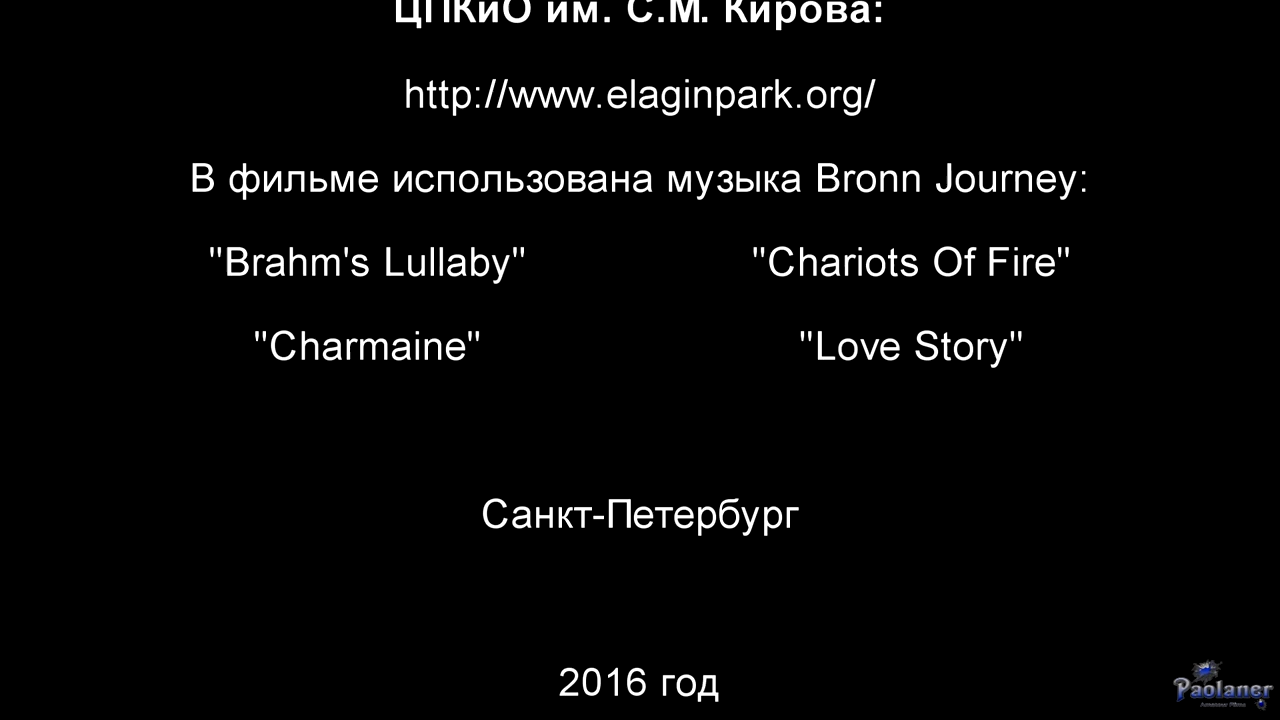 ЦПКиО им. С.М. Кирова:
http://www.elaginpark.org/
В фильме использована музыка Bronn Journey:
"Brahm's Lullaby" "Chariots Of Fire"
"Charmaine" "Love Story"
Санкт-Петербург
2016 год
Paolaner